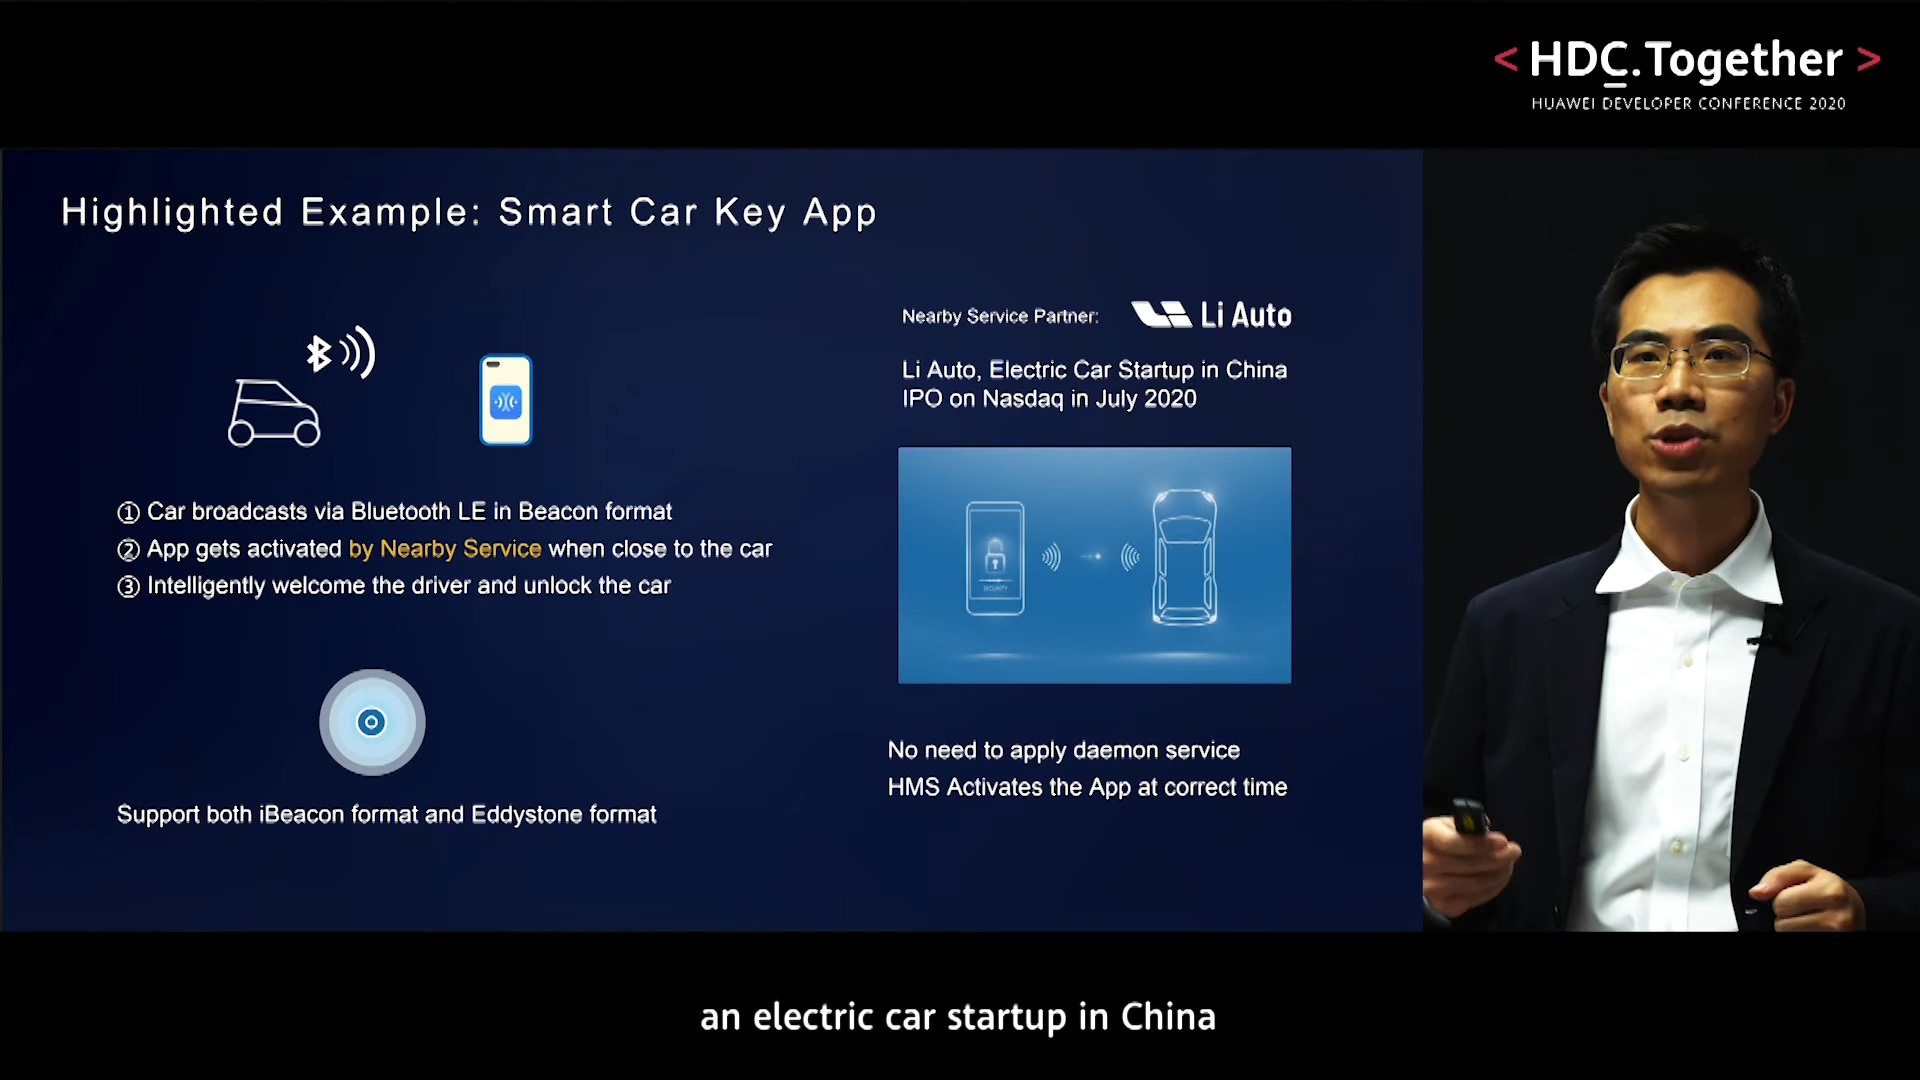 < HDC.Together >
HUAWEI DEVELOPER CONFERENCE 2020
Highlighted Example: Smart Car Key App
① Car broadcasts via Bluetooth LE in Beacon format
② App gets activated by Nearby Service when close to the car
③ Intelligently welcome the driver and unlock the car
Support both iBeacon format and Eddystone format
Nearby Service Partner: Li Auto
Li Auto, Electric Car Startup in China
IPO on Nasdaq in July 2020
SECURITY
No need to apply daemon service
HMS Activates the App at correct time
an electric car startup in China